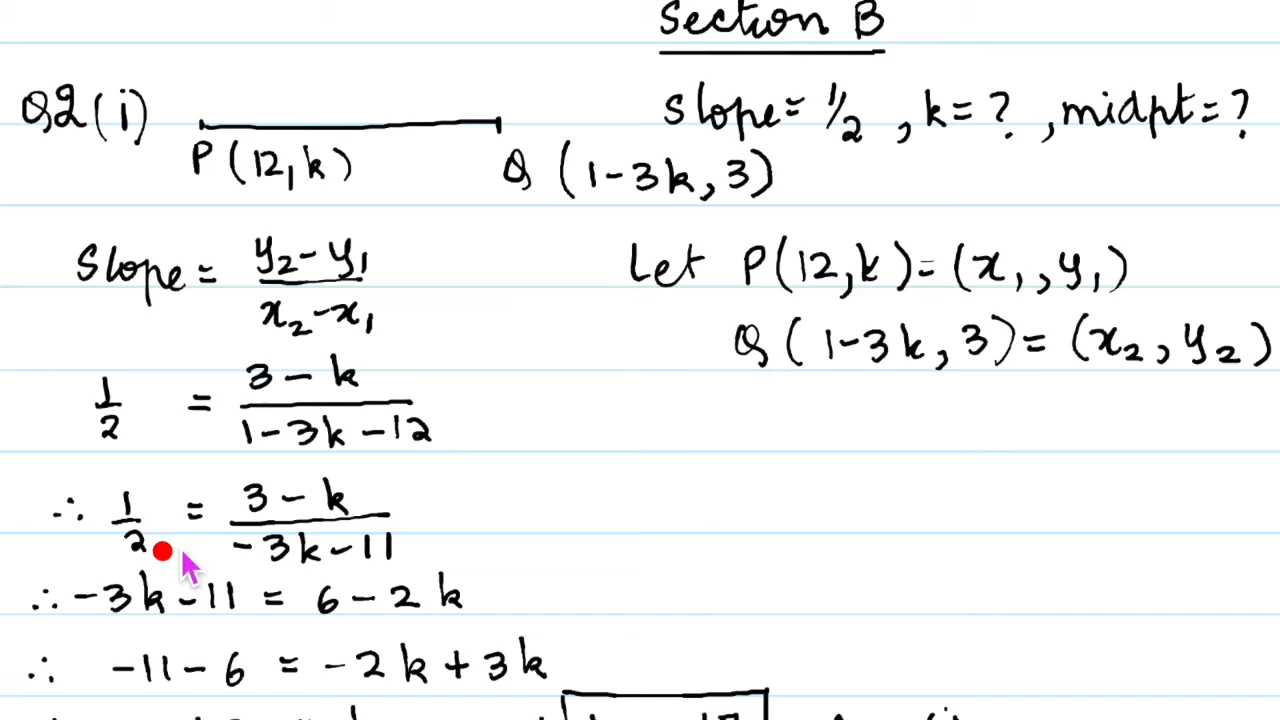 Section B
Q2(i) Slope = 1/2 , k = ? , midpt = ?
P(12, k) Q (1-3k, 3)
Slope = y₂ - y₁ / x₂ - x₁ Let P(12, k) = (x₁, y₁)
Q (1-3k, 3) = (x₂, y₂)
1/2 = 3 - k / 1 - 3k - 12
∴ 1/2 = 3 - k / -3k - 11
∴ -3k - 11 = 6 - 2k
∴ -11 - 6 = -2k + 3k